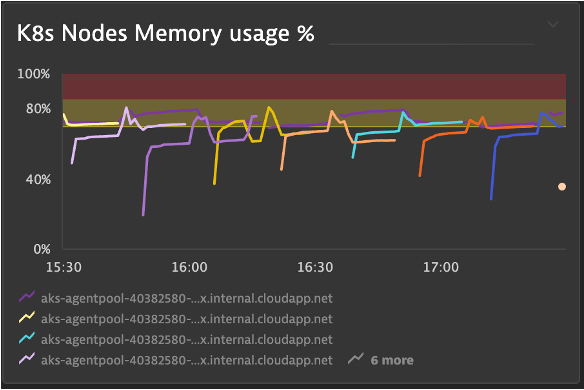 K8s Nodes Memory usage %
100%
80%
40%
0%
15:30 16:00 16:30 17:00
aks-agentpool-40382580-...x.internal.cloudapp.net
aks-agentpool-40382580-...x.internal.cloudapp.net
aks-agentpool-40382580-...x.internal.cloudapp.net
aks-agentpool-40382580-...x.internal.cloudapp.net 6 more